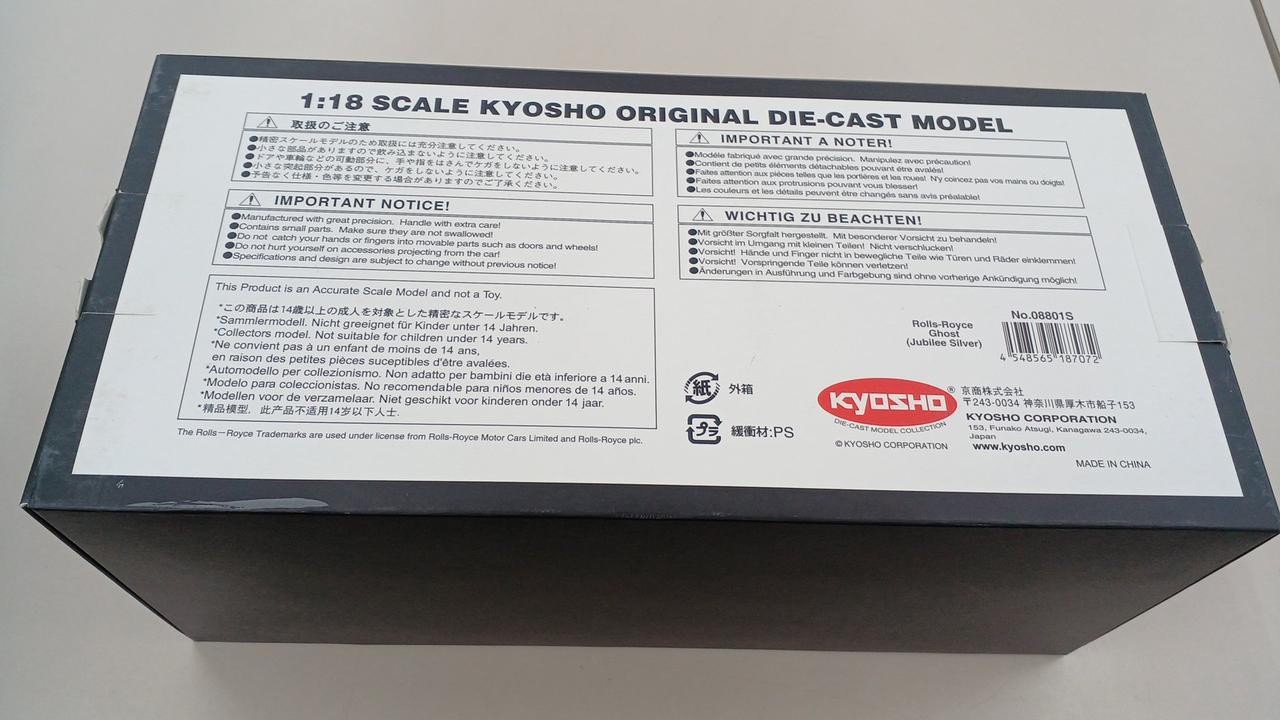 1:18 SCALE KYOSHO ORIGINAL DIE-CAST MODEL
取扱のご注意
●精密スケールモデルのため取扱には充分注意してください。
●小さな部品がありますので飲み込まないように注意してください。
●ドアや車輪などの可動部分に、手や指をはさんでケガをしないように注意してください。
●小さな突起部分があるので、ケガをしないように注意してください。
●予告なく仕様・色等を変更する場合がありますのでご了承ください。
IMPORTANT NOTICE!
●Manufactured with great precision. Handle with extra care!
●Contains small parts. Make sure they are not swallowed!
●Do not catch your hands or fingers into movable parts such as doors and wheels!
●Do not hurt yourself on accessories projecting from the car!
●Specifications and design are subject to change without previous notice!
This Product is an Accurate Scale Model and not a Toy.
*この商品は14歳以上の成人を対象とした精密なスケールモデルです。
*Sammlermodell. Nicht geeignet für Kinder unter 14 Jahren.
*Collectors model. Not suitable for children under 14 years.
*Ne convient pas à un enfant de moins de 14 ans,
en raison des petites pièces suceptibles d'être avalées.
*Automodello per collezionismo. Non adatto per bambini die età inferiore a 14 anni.
*Modelo para coleccionistas. No recomendable para niños menores de 14 años.
*Modellen voor de verzamelaar. Niet geschikt voor kinderen onder 14 jaar.
*精品模型. 此产品不适用14岁以下人士.
The Rolls-Royce Trademarks are used under license from Rolls-Royce Motor Cars Limited and Rolls-Royce plc.
IMPORTANT A NOTER!
●Modéle fabriqué avec grande précision. Manipulez avec précaution!
●Contient de petits éléments détachables pouvant être avalés!
●Faites attention aux piéces telles que les portières et les roues! N'y coincez pas vos mains ou doigts!
●Faites attention aux protrusions pouvant vous blesser!
●Les couleurs et les détails peuvent être changés sans avis préalable!
WICHTIG ZU BEACHTEN!
●Mit größter Sorgfalt hergestellt. Mit besonderer Vorsicht zu behandeln!
●Vorsicht im Umgang mit kleinen Teilen! Nicht verschlucken!
●Vorsicht! Hände und Finger nicht in bewegliche Teile wie Türen und Räder einklemmen!
●Vorsicht! Vorspringende Teile können verletzen!
●Änderungen in Ausführung und Farbgebung sind ohne vorherige Ankündigung möglich!
Rolls-Royce
Ghost
(Jubilee Silver)
No.08801S
4 548565 187072
紙 外箱
プラ 緩衝材:PS
KYOSHO®
DIE-CAST MODEL COLLECTION
© KYOSHO CORPORATION
京商株式会社
〒243-0034 神奈川県厚木市船子153
KYOSHO CORPORATION
153, Funako Atsugi, Kanagawa 243-0034,
Japan
www.kyosho.com
MADE IN CHINA